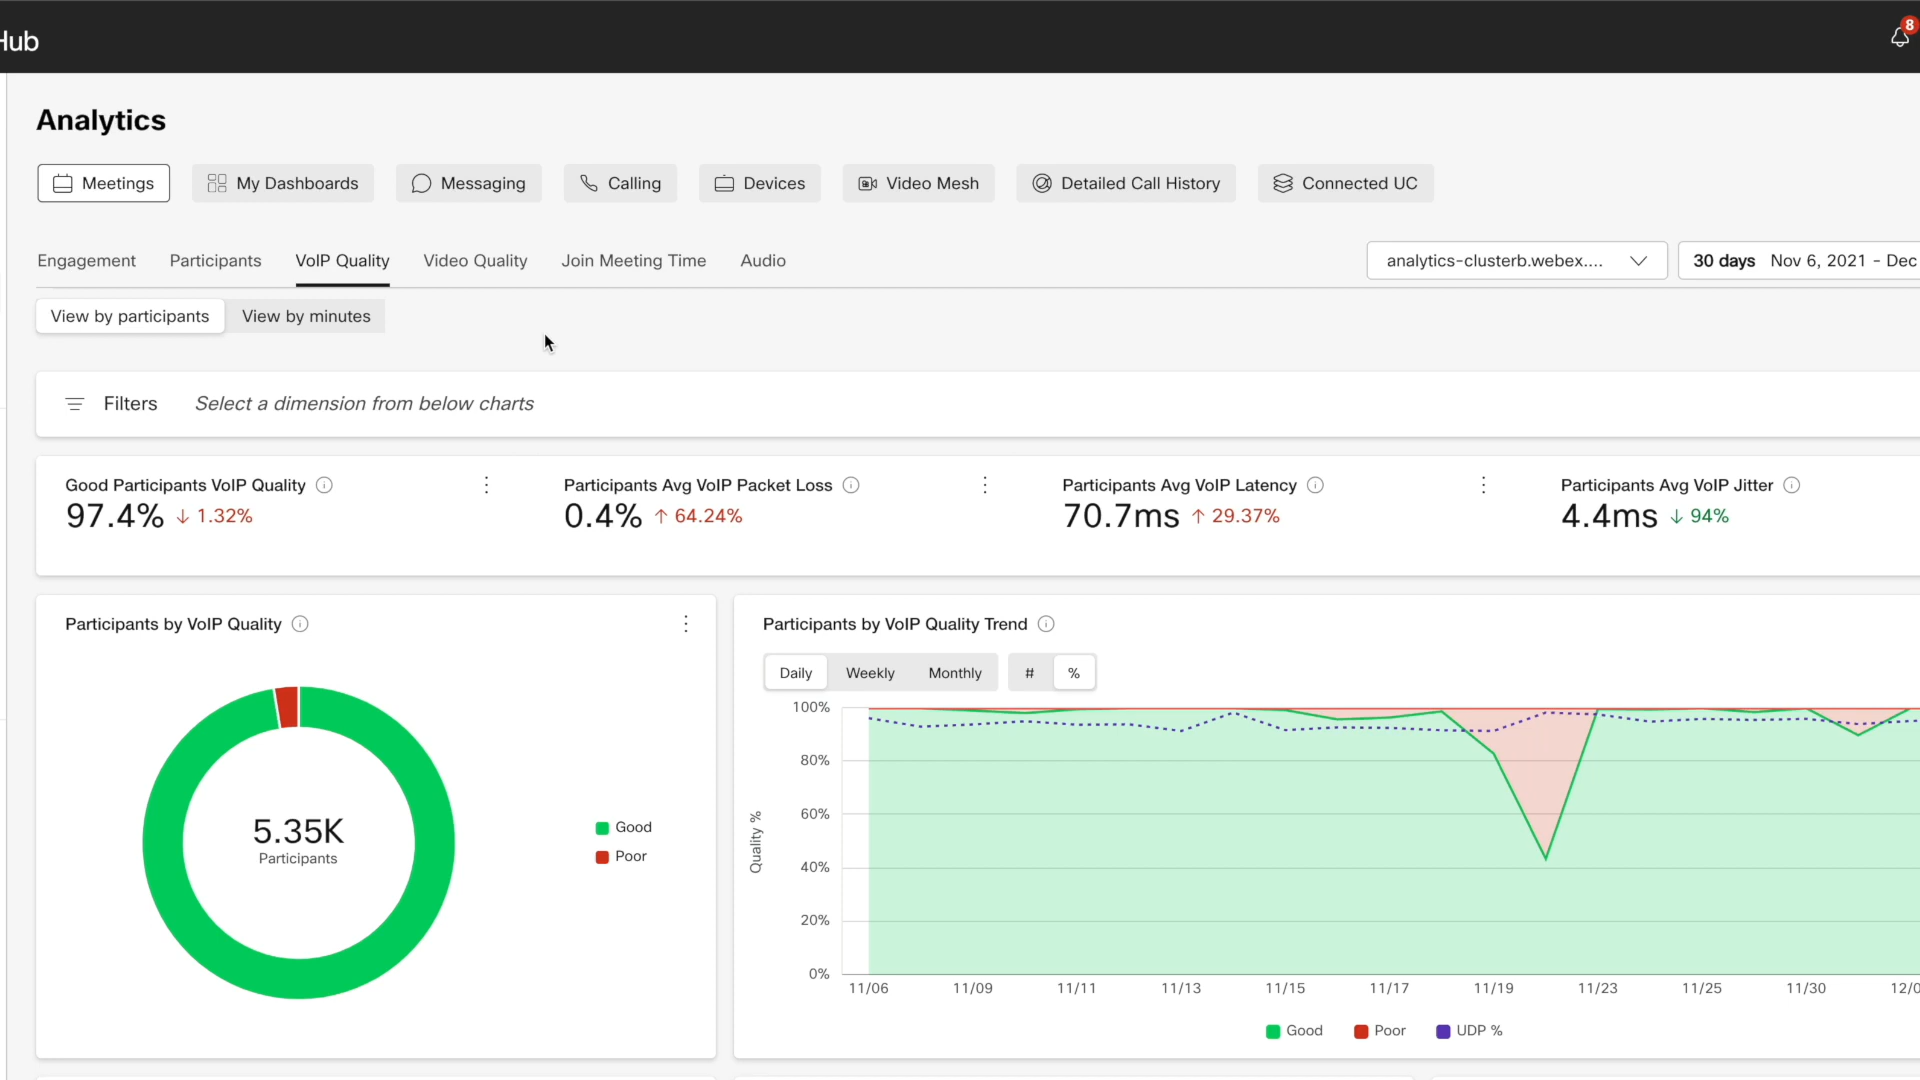 Hub
8
Analytics
Meetings
My Dashboards
Messaging
Calling
Devices
Video Mesh
Detailed Call History
Connected UC
Engagement
Participants
VoIP Quality
Video Quality
Join Meeting Time
Audio
analytics-clusterb.webex....
30 days Nov 6, 2021 - Dec
View by participants
View by minutes
Filters
Select a dimension from below charts
Good Participants VoIP Quality
97.4% ↓ 1.32%
Participants Avg VoIP Packet Loss
0.4% ↑ 64.24%
Participants Avg VoIP Latency
70.7ms ↑ 29.37%
Participants Avg VoIP Jitter
4.4ms ↓ 94%
Participants by VoIP Quality
5.35K
Participants
Good
Poor
Participants by VoIP Quality Trend
Daily
Weekly
Monthly
#
%
Quality %
100%
80%
60%
40%
20%
0%
11/06
11/09
11/11
11/13
11/15
11/17
11/19
11/23
11/25
11/30
12/0
Good
Poor
UDP %